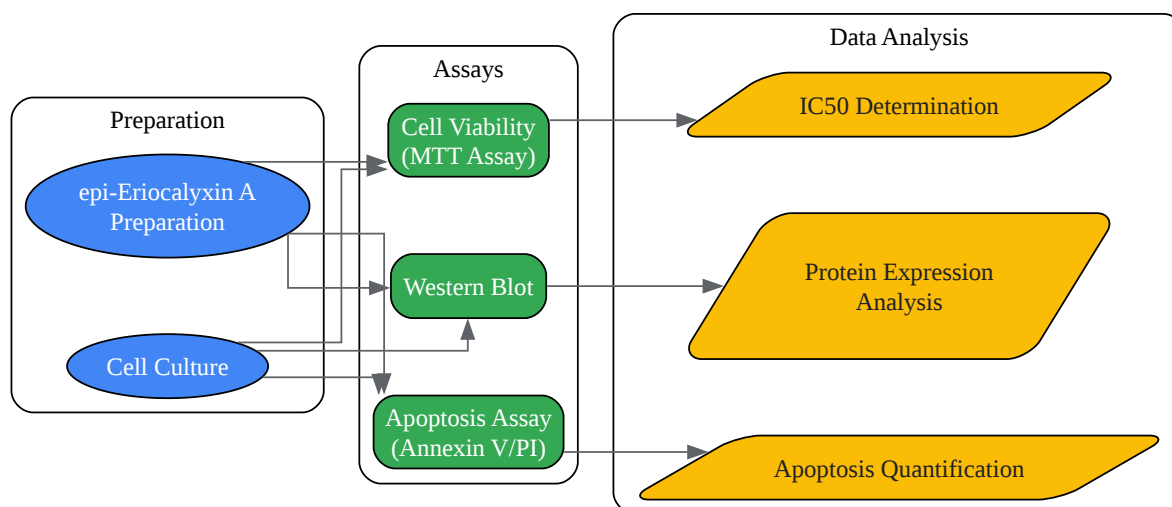 Preparation
epi-Eriocalyxin A
Preparation
Cell Culture
Assays
Cell Viability
(MTT Assay)
Western Blot
Apoptosis Assay
(Annexin V/PI)
Data Analysis
IC50 Determination
Protein Expression
Analysis
Apoptosis Quantification